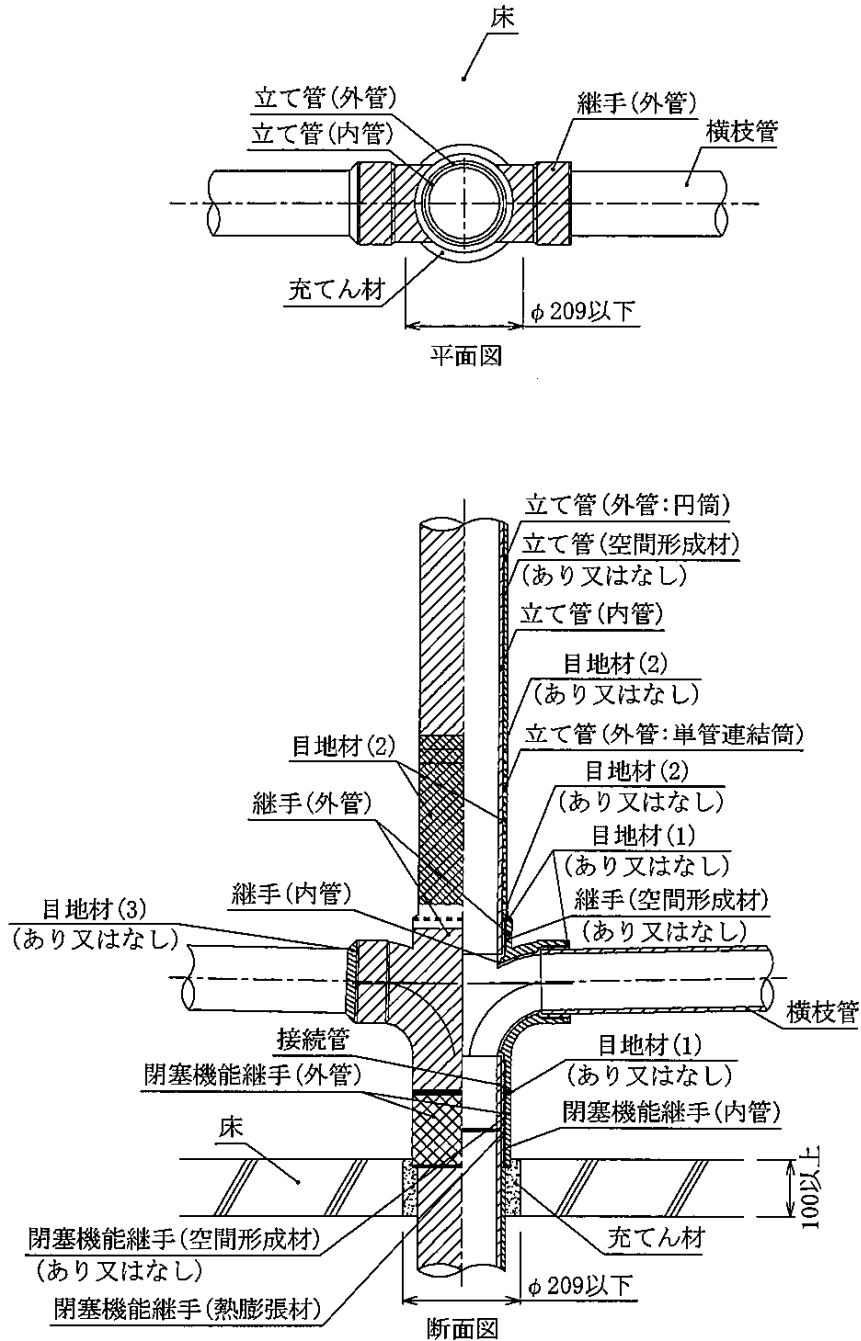 床
立て管(外管)
継手(外管)
立て管(内管)
横枝管
充てん材
φ209以下
平面図
立て管(外管:円筒)
立て管(空間形成材)
(あり又はなし)
立て管(内管)
目地材(2)
(あり又はなし)
目地材(2)
立て管(外管:単管連結筒)
目地材(2)
(あり又はなし)
継手(外管)
目地材(1)
(あり又はなし)
継手(内管)
継手(空間形成材)
(あり又はなし)
目地材(3)
(あり又はなし)
横枝管
接続管
目地材(1)
(あり又はなし)
閉塞機能継手(外管)
閉塞機能継手(内管)
床
100以上
閉塞機能継手(空間形成材)
(あり又はなし)
充てん材
閉塞機能継手(熱膨張材)
φ209以下
断面図